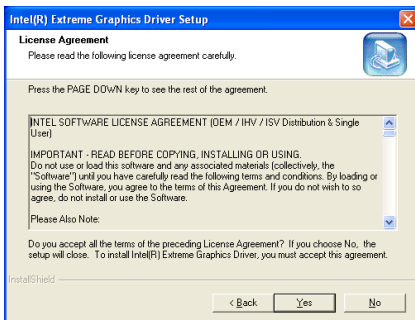 Intel(R) Extreme Graphics Driver Setup
License Agreement
Please read the following license agreement carefully.
Press the PAGE DOWN key to see the rest of the agreement.
INTEL SOFTWARE LICENSE AGREEMENT (OEM / IHV / ISV Distribution & Single
User)
IMPORTANT - READ BEFORE COPYING, INSTALLING OR USING.
Do not use or load this software and any associated materials (collectively, the
"Software") until you have carefully read the following terms and conditions. By loading or
using the Software, you agree to the terms of this Agreement. If you do not wish to so
agree, do not install or use the Software.
Please Also Note:
Do you accept all the terms of the preceding License Agreement? If you choose No, the
setup will close. To install Intel(R) Extreme Graphics Driver, you must accept this agreement.
InstallShield
< Back Yes No